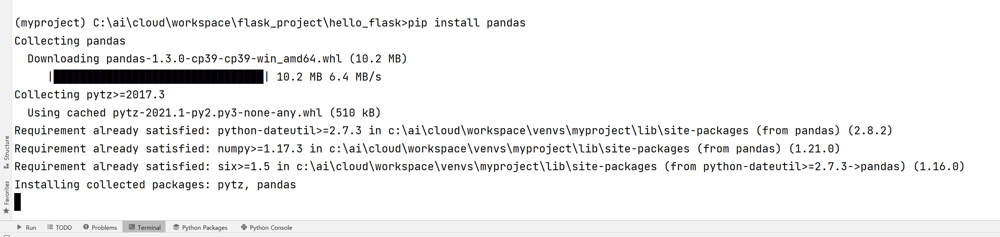 (myproject) C:\ai\cloud\workspace\flask_project\hello_flask>pip install pandas
Collecting pandas
  Downloading pandas-1.3.0-cp39-cp39-win_amd64.whl (10.2 MB)
     || 10.2 MB 6.4 MB/s
Collecting pytz>=2017.3
  Using cached pytz-2021.1-py2.py3-none-any.whl (510 kB)
Requirement already satisfied: python-dateutil>=2.7.3 in c:\ai\cloud\workspace\venvs\myproject\lib\site-packages (from pandas) (2.8.2)
Requirement already satisfied: numpy>=1.17.3 in c:\ai\cloud\workspace\venvs\myproject\lib\site-packages (from pandas) (1.21.0)
Requirement already satisfied: six>=1.5 in c:\ai\cloud\workspace\venvs\myproject\lib\site-packages (from python-dateutil>=2.7.3->pandas) (1.16.0)
Installing collected packages: pytz, pandas
Structure
Favorites
Run TODO Problems Terminal Python Packages Python Console